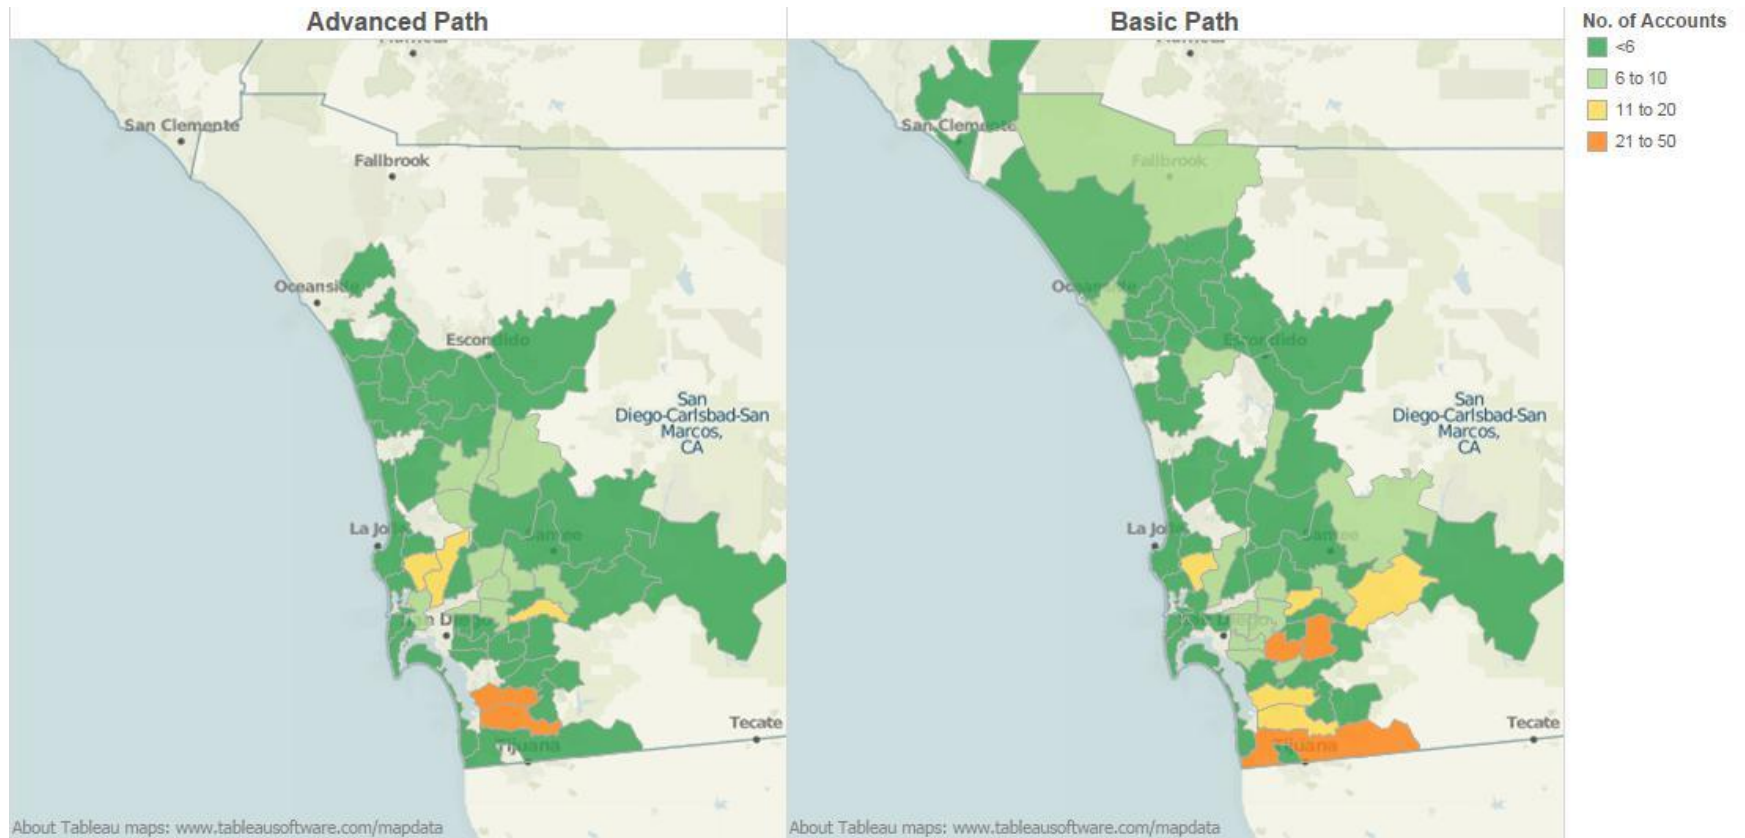 Advanced Path
San Clemente
Fallbrook
Oceanside
Escondido
San
Diego-Carlsbad-San
Marcos,
CA
La Jo
Santee
San Diego
Tecate
Tijuana
About Tableau maps: www.tableausoftware.com/mapdata
Basic Path
San Clemente
Fallbrook
Oceanside
Escondido
San
Diego-Carlsbad-San
Marcos,
CA
La Jo
Santee
San Diego
Tecate
Tijuana
About Tableau maps: www.tableausoftware.com/mapdata
No. of Accounts
<6
6 to 10
11 to 20
21 to 50